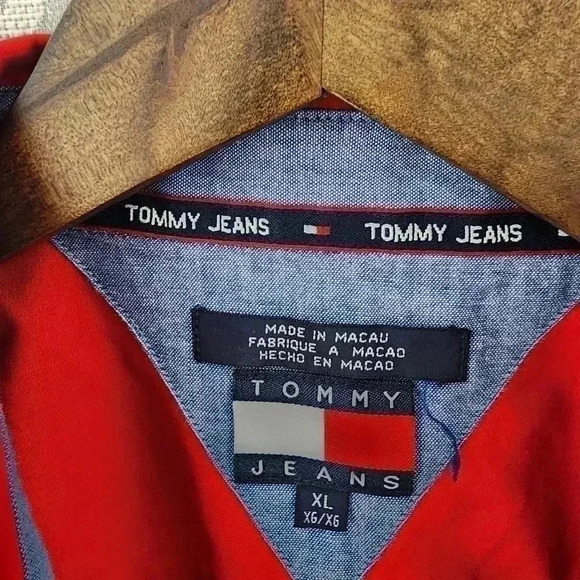 TOMMY JEANS TOMMY JEANS
MADE IN MACAU
FABRIQUE A MACAO
HECHO EN MACAO
TOMMY
JEANS
XL
XG/XG